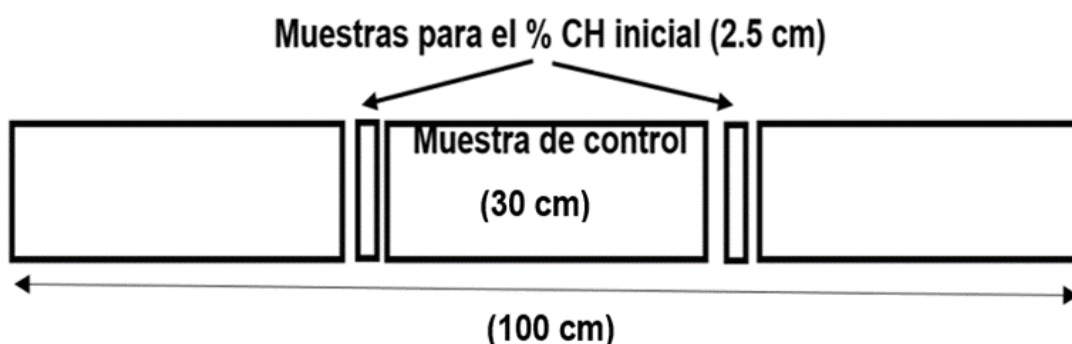 Muestras para el % CH inicial (2.5 cm)
Muestra de control
(30 cm)
(100 cm)